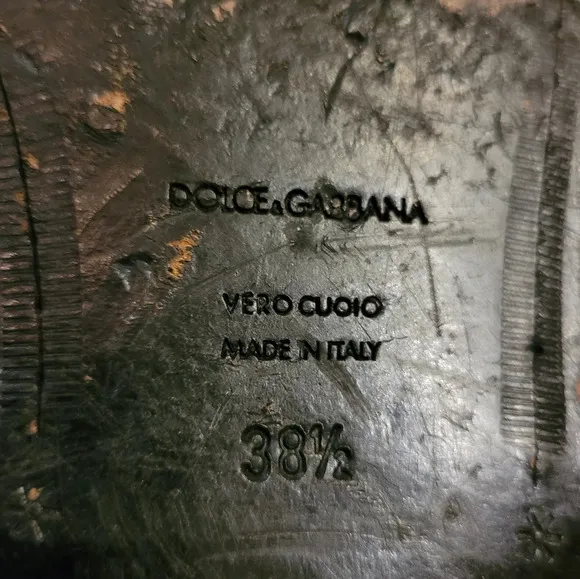 DOLCE&GABBANA
VERO CUOIO
MADE IN ITALY
38½